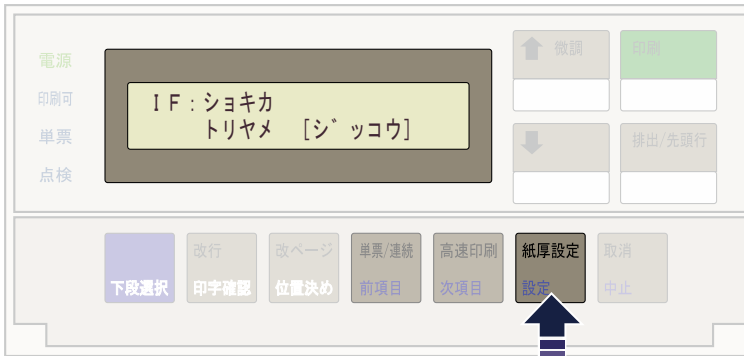 電源
印刷可
単票
点検
IF:ショキカ
トリヤメ [ジッコウ]
微調
印刷
排出/先頭行
下段選択
改行
印字確認
改ページ
位置決め
単票/連続
前項目
高速印刷
次項目
紙厚設定
設定
取消
中止